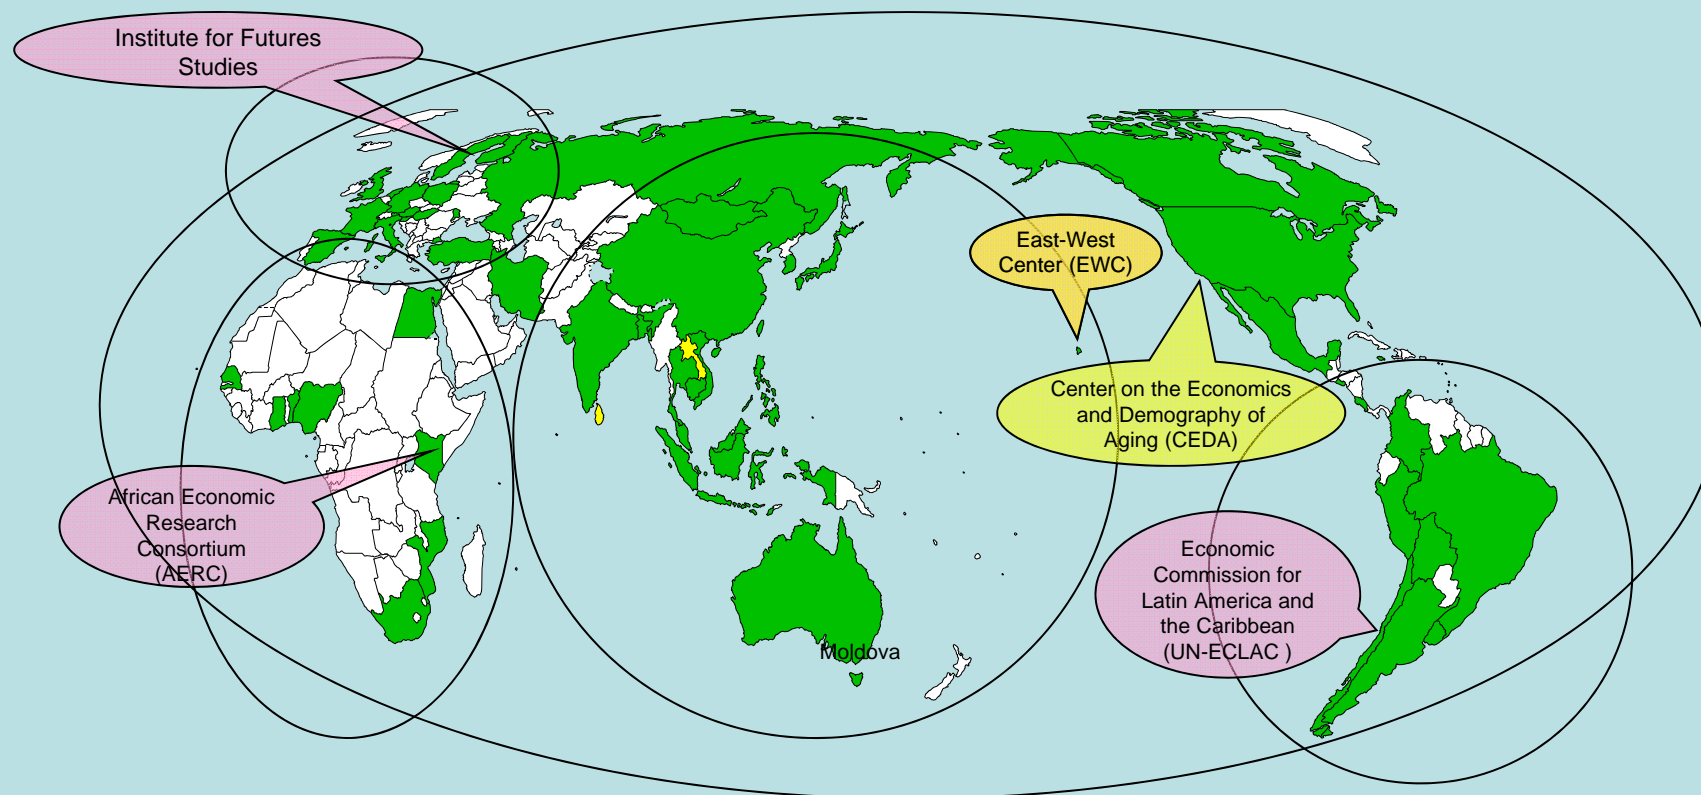 Institute for Futures
Studies
East-West
Center (EWC)
Center on the Economics
and Demography of
Aging (CEDA)
African Economic
Research
Consortium
(AERC)
Economic
Commission for
Latin America and
the Caribbean
(UN-ECLAC )
Moldova